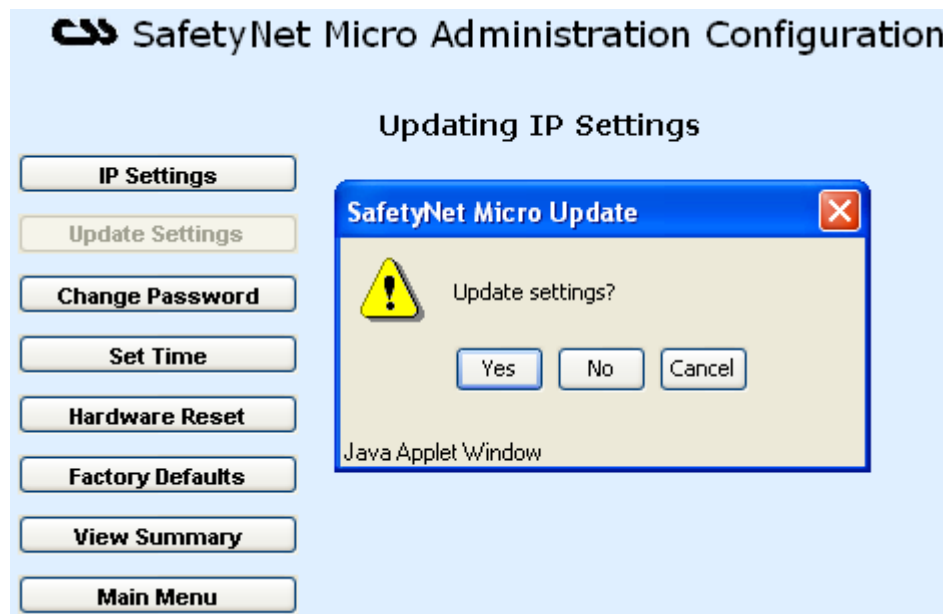 CSS SafetyNet Micro Administration Configuration
Updating IP Settings
IP Settings
Update Settings
Change Password
Set Time
Hardware Reset
Factory Defaults
View Summary
Main Menu
SafetyNet Micro Update
Update settings?
Yes No Cancel
Java Applet Window